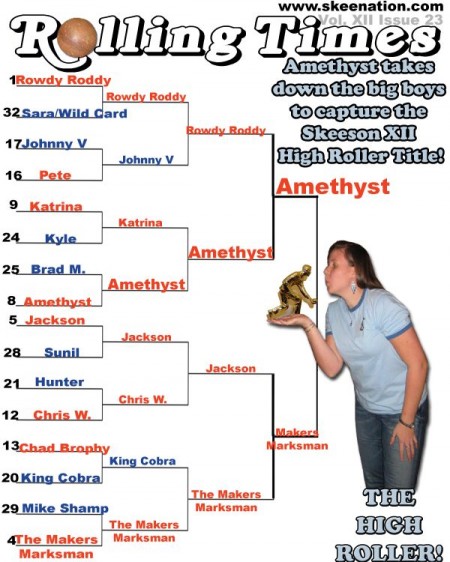 www.skeenation.com
Vol. XII Issue 23
Rolling Times
Amethyst takes
down the big boys
to capture the
Skeeson XII
High Roller Title!
1 Rowdy Roddy
32 Sara/Wild Card
17 Johnny V
16 Pete
9 Katrina
24 Kyle
25 Brad M.
8 Amethyst
5 Jackson
28 Sunil
21 Hunter
12 Chris W.
13 Chad Brophy
20 King Cobra
29 Mike Shamp
4 The Makers
Marksman
Rowdy Roddy
Johnny V
Katrina
Amethyst
Jackson
Chris W.
King Cobra
The Makers
Marksman
Rowdy Roddy
Amethyst
Jackson
The Makers
Marksman
Amethyst
Makers
Marksman
THE
HIGH
ROLLER!